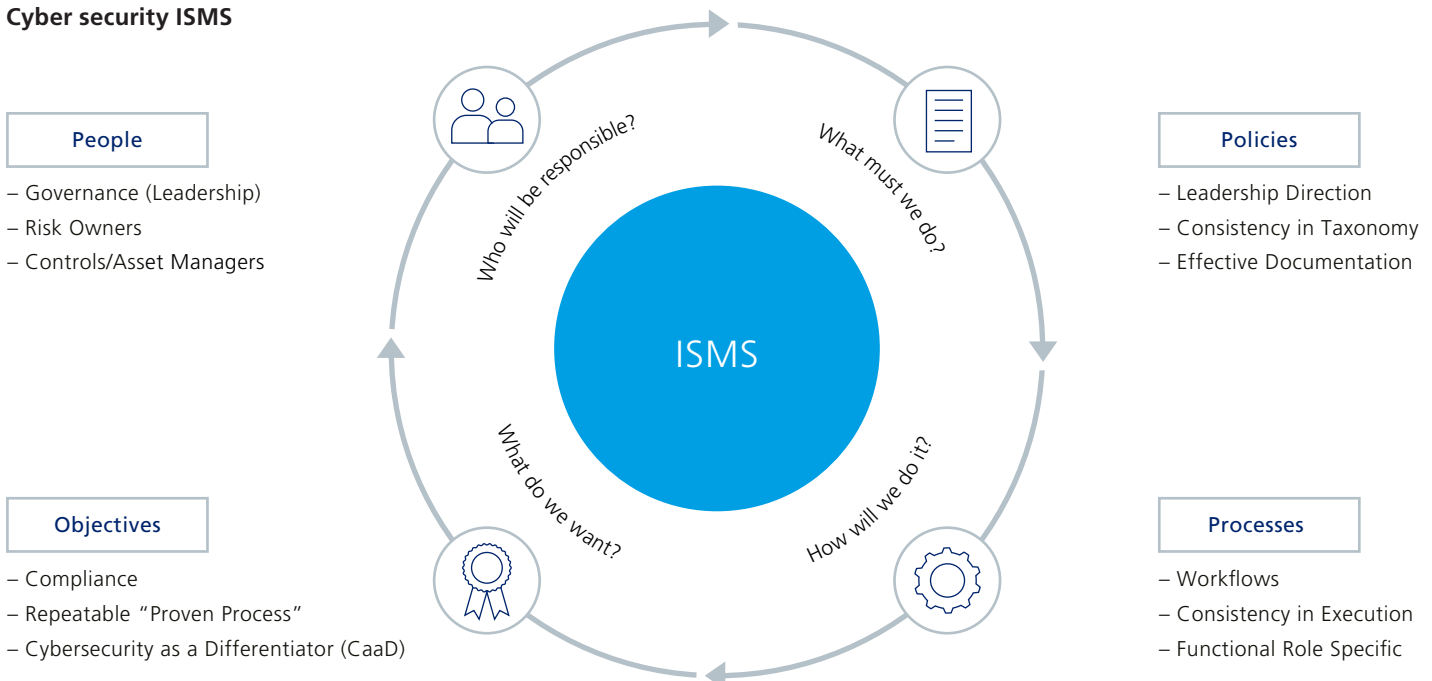 Cyber security ISMS
People
– Governance (Leadership)
– Risk Owners
– Controls/Asset Managers
Who will be responsible?
What must we do?
Policies
– Leadership Direction
– Consistency in Taxonomy
– Effective Documentation
ISMS
Objectives
– Compliance
– Repeatable “Proven Process”
– Cybersecurity as a Differentiator (CaaD)
What do we want?
How will we do it?
Processes
– Workflows
– Consistency in Execution
– Functional Role Specific